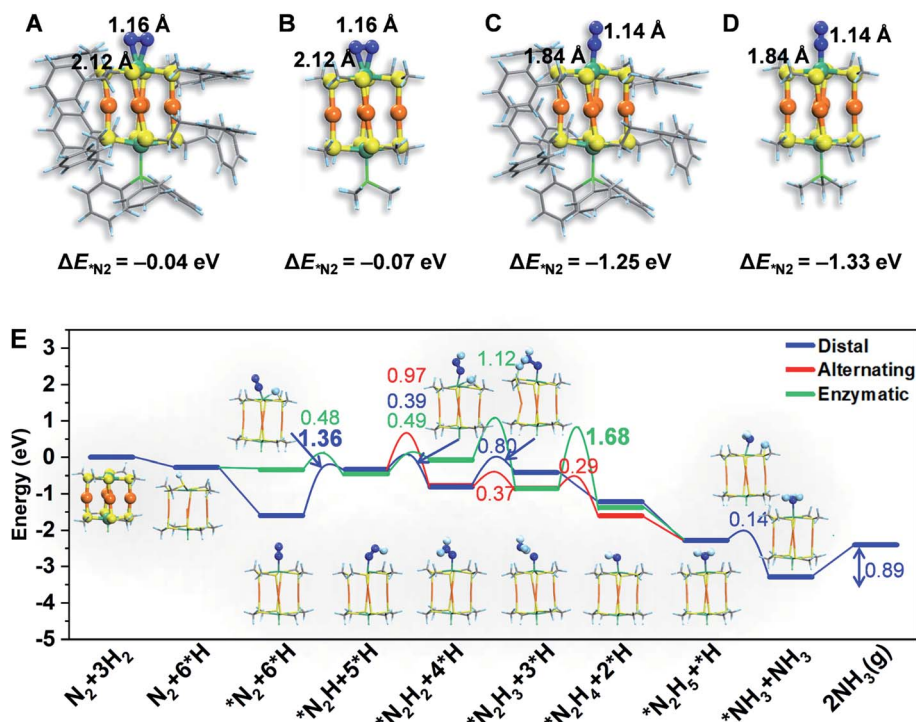 A
1.16 Å
2.12 Å
ΔE*N2 = –0.04 eV
B
1.16 Å
2.12 Å
ΔE*N2 = –0.07 eV
C
1.14 Å
1.84 Å
ΔE*N2 = –1.25 eV
D
1.14 Å
1.84 Å
ΔE*N2 = –1.33 eV
E
Energy (eV)
3
2
1
0
-1
-2
-3
-4
-5
Distal
Alternating
Enzymatic
0.48
1.36
0.97
0.39
0.49
1.12
0.80
0.37
1.68
0.29
0.14
0.89
N₂+3H₂
N₂+6*H
*N₂+6*H
*N₂H+5*H
*N₂H₂+4*H
*N₂H₃+3*H
*N₂H₄+2*H
*N₂H₅+*H
*NH₃+NH₃
2NH₃(g)